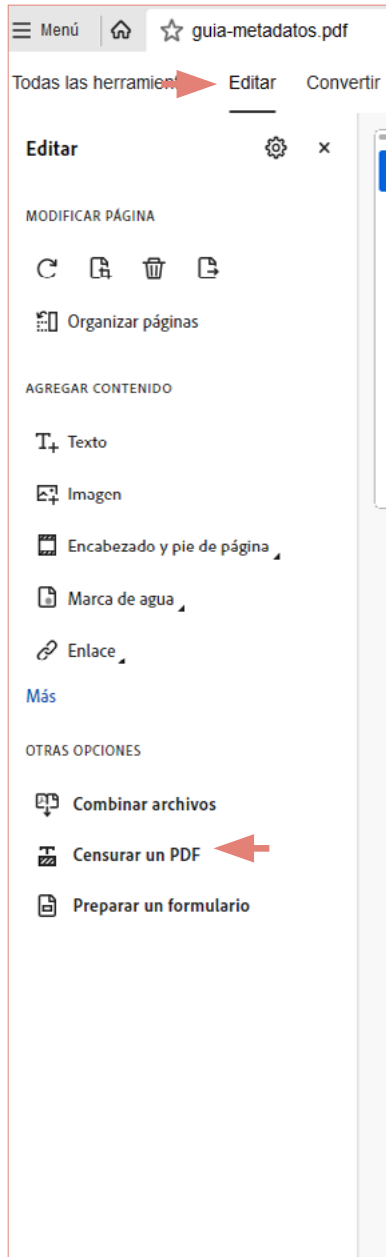 Menú guia-metadatos.pdf
Todas las Editar Convertir
Editar
MODIFICAR PÁGINA
Organizar páginas
AGREGAR CONTENIDO
Texto
Imagen
Encabezado y pie de página
Marca de agua
Enlace
Más
OTRAS OPCIONES
Combinar archivos
Censurar un PDF
Preparar un formulario